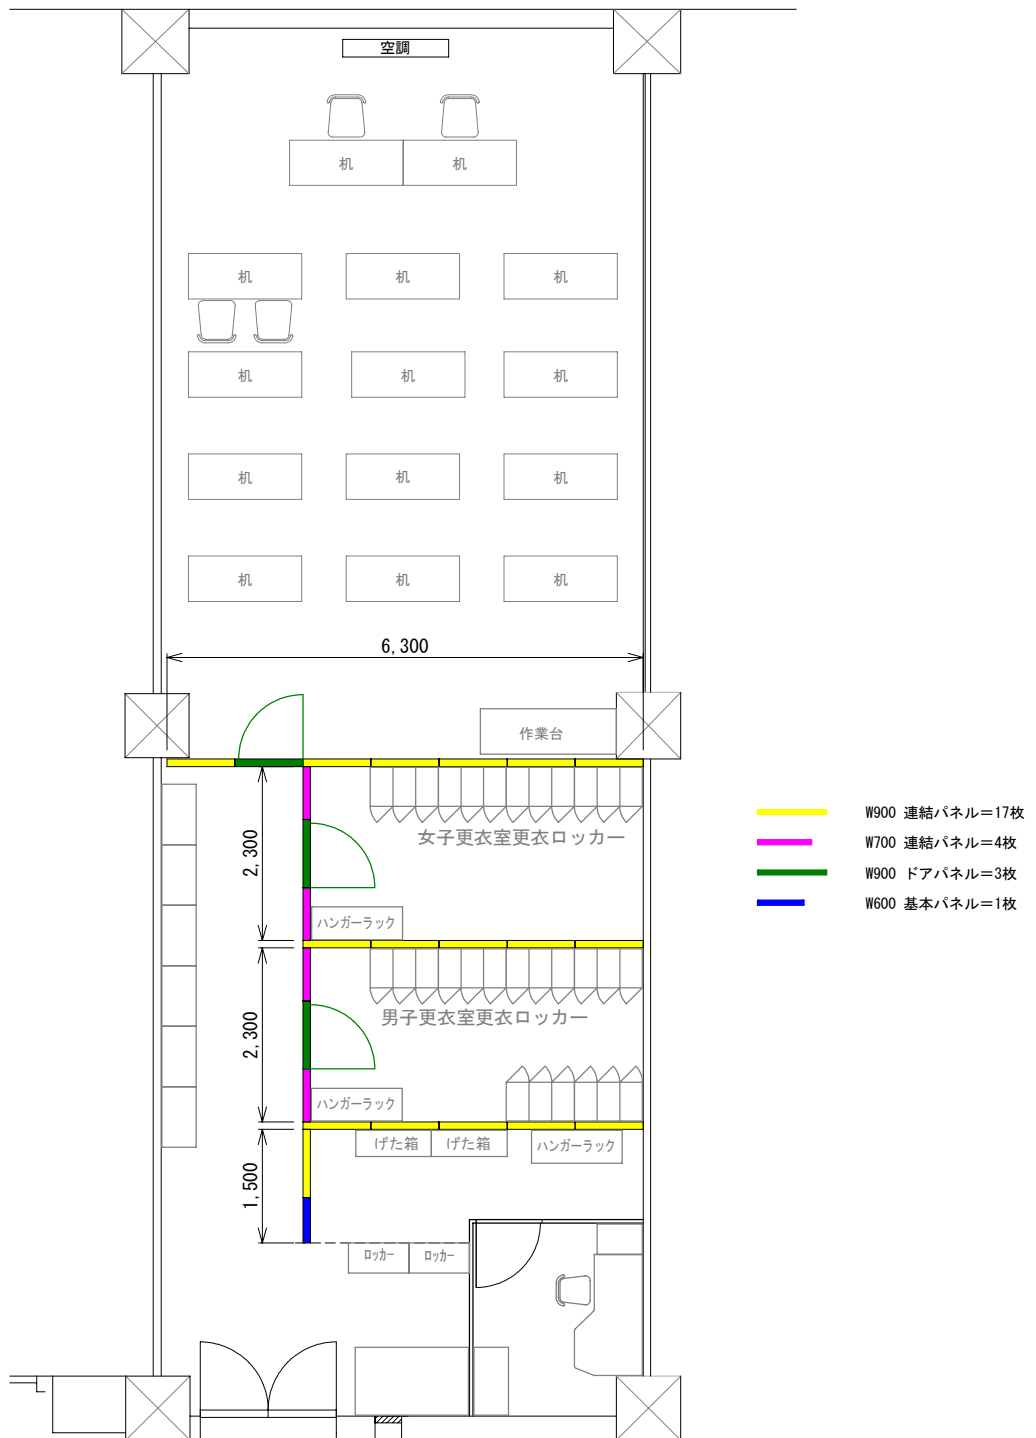 空調
机 机
机 机 机
机 机 机
机 机 机
机 机 机
6,300
作業台
2,300
女子更衣室更衣ロッカー
ハンガーラック
2,300
男子更衣室更衣ロッカー
ハンガーラック
げた箱 げた箱 ハンガーラック
1,500
ロッカー ロッカー
W900 連結パネル＝17枚
W700 連結パネル＝4枚
W900 ドアパネル＝3枚
W600 基本パネル＝1枚